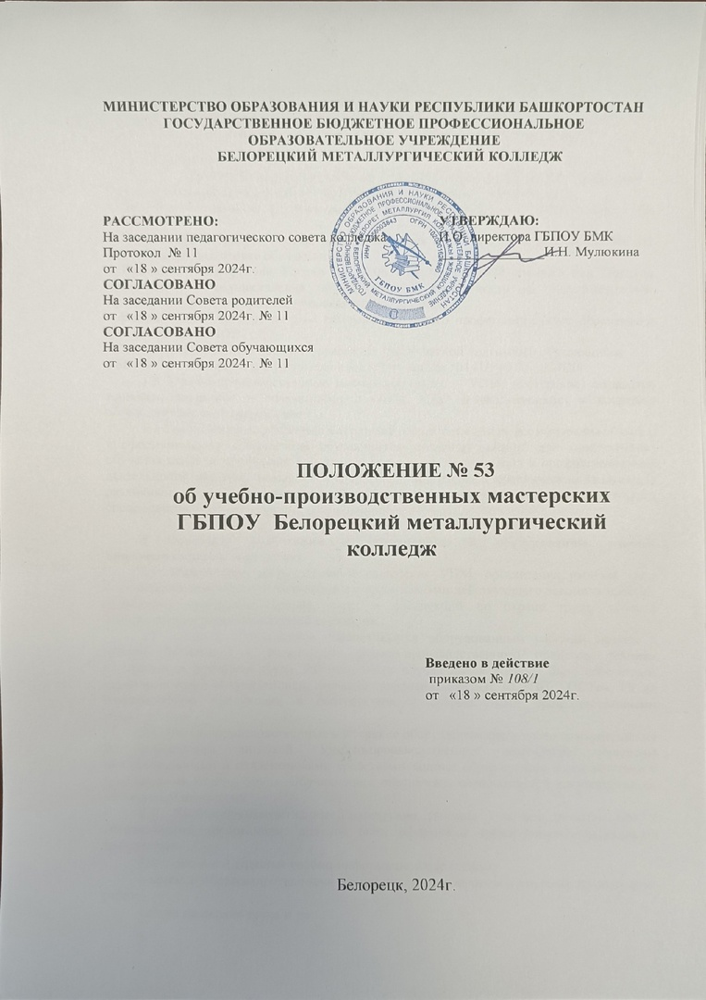 МИНИСТЕРСТВО ОБРАЗОВАНИЯ И НАУКИ РЕСПУБЛИКИ БАШКОРТОСТАН
ГОСУДАРСТВЕННОЕ БЮДЖЕТНОЕ ПРОФЕССИОНАЛЬНОЕ
ОБРАЗОВАТЕЛЬНОЕ УЧРЕЖДЕНИЕ
БЕЛОРЕЦКИЙ МЕТАЛЛУРГИЧЕСКИЙ КОЛЛЕДЖ
РАССМОТРЕНО:
На заседании педагогического совета колледжа
Протокол № 11
от «18 » сентября 2024г.
СОГЛАСОВАНО
На заседании Совета родителей
от «18 » сентября 2024г. № 11
СОГЛАСОВАНО
На заседании Совета обучающихся
от «18 » сентября 2024г. № 11
УТВЕРЖДАЮ:
И.О. директора ГБПОУ БМК
И.Н. Мулюкина
ГБПОУ БМК
ПОЛОЖЕНИЕ № 53
об учебно-производственных мастерских
ГБПОУ Белорецкий металлургический
колледж
Введено в действие
приказом № 108/1
от «18 » сентября 2024г.
Белорецк, 2024г.